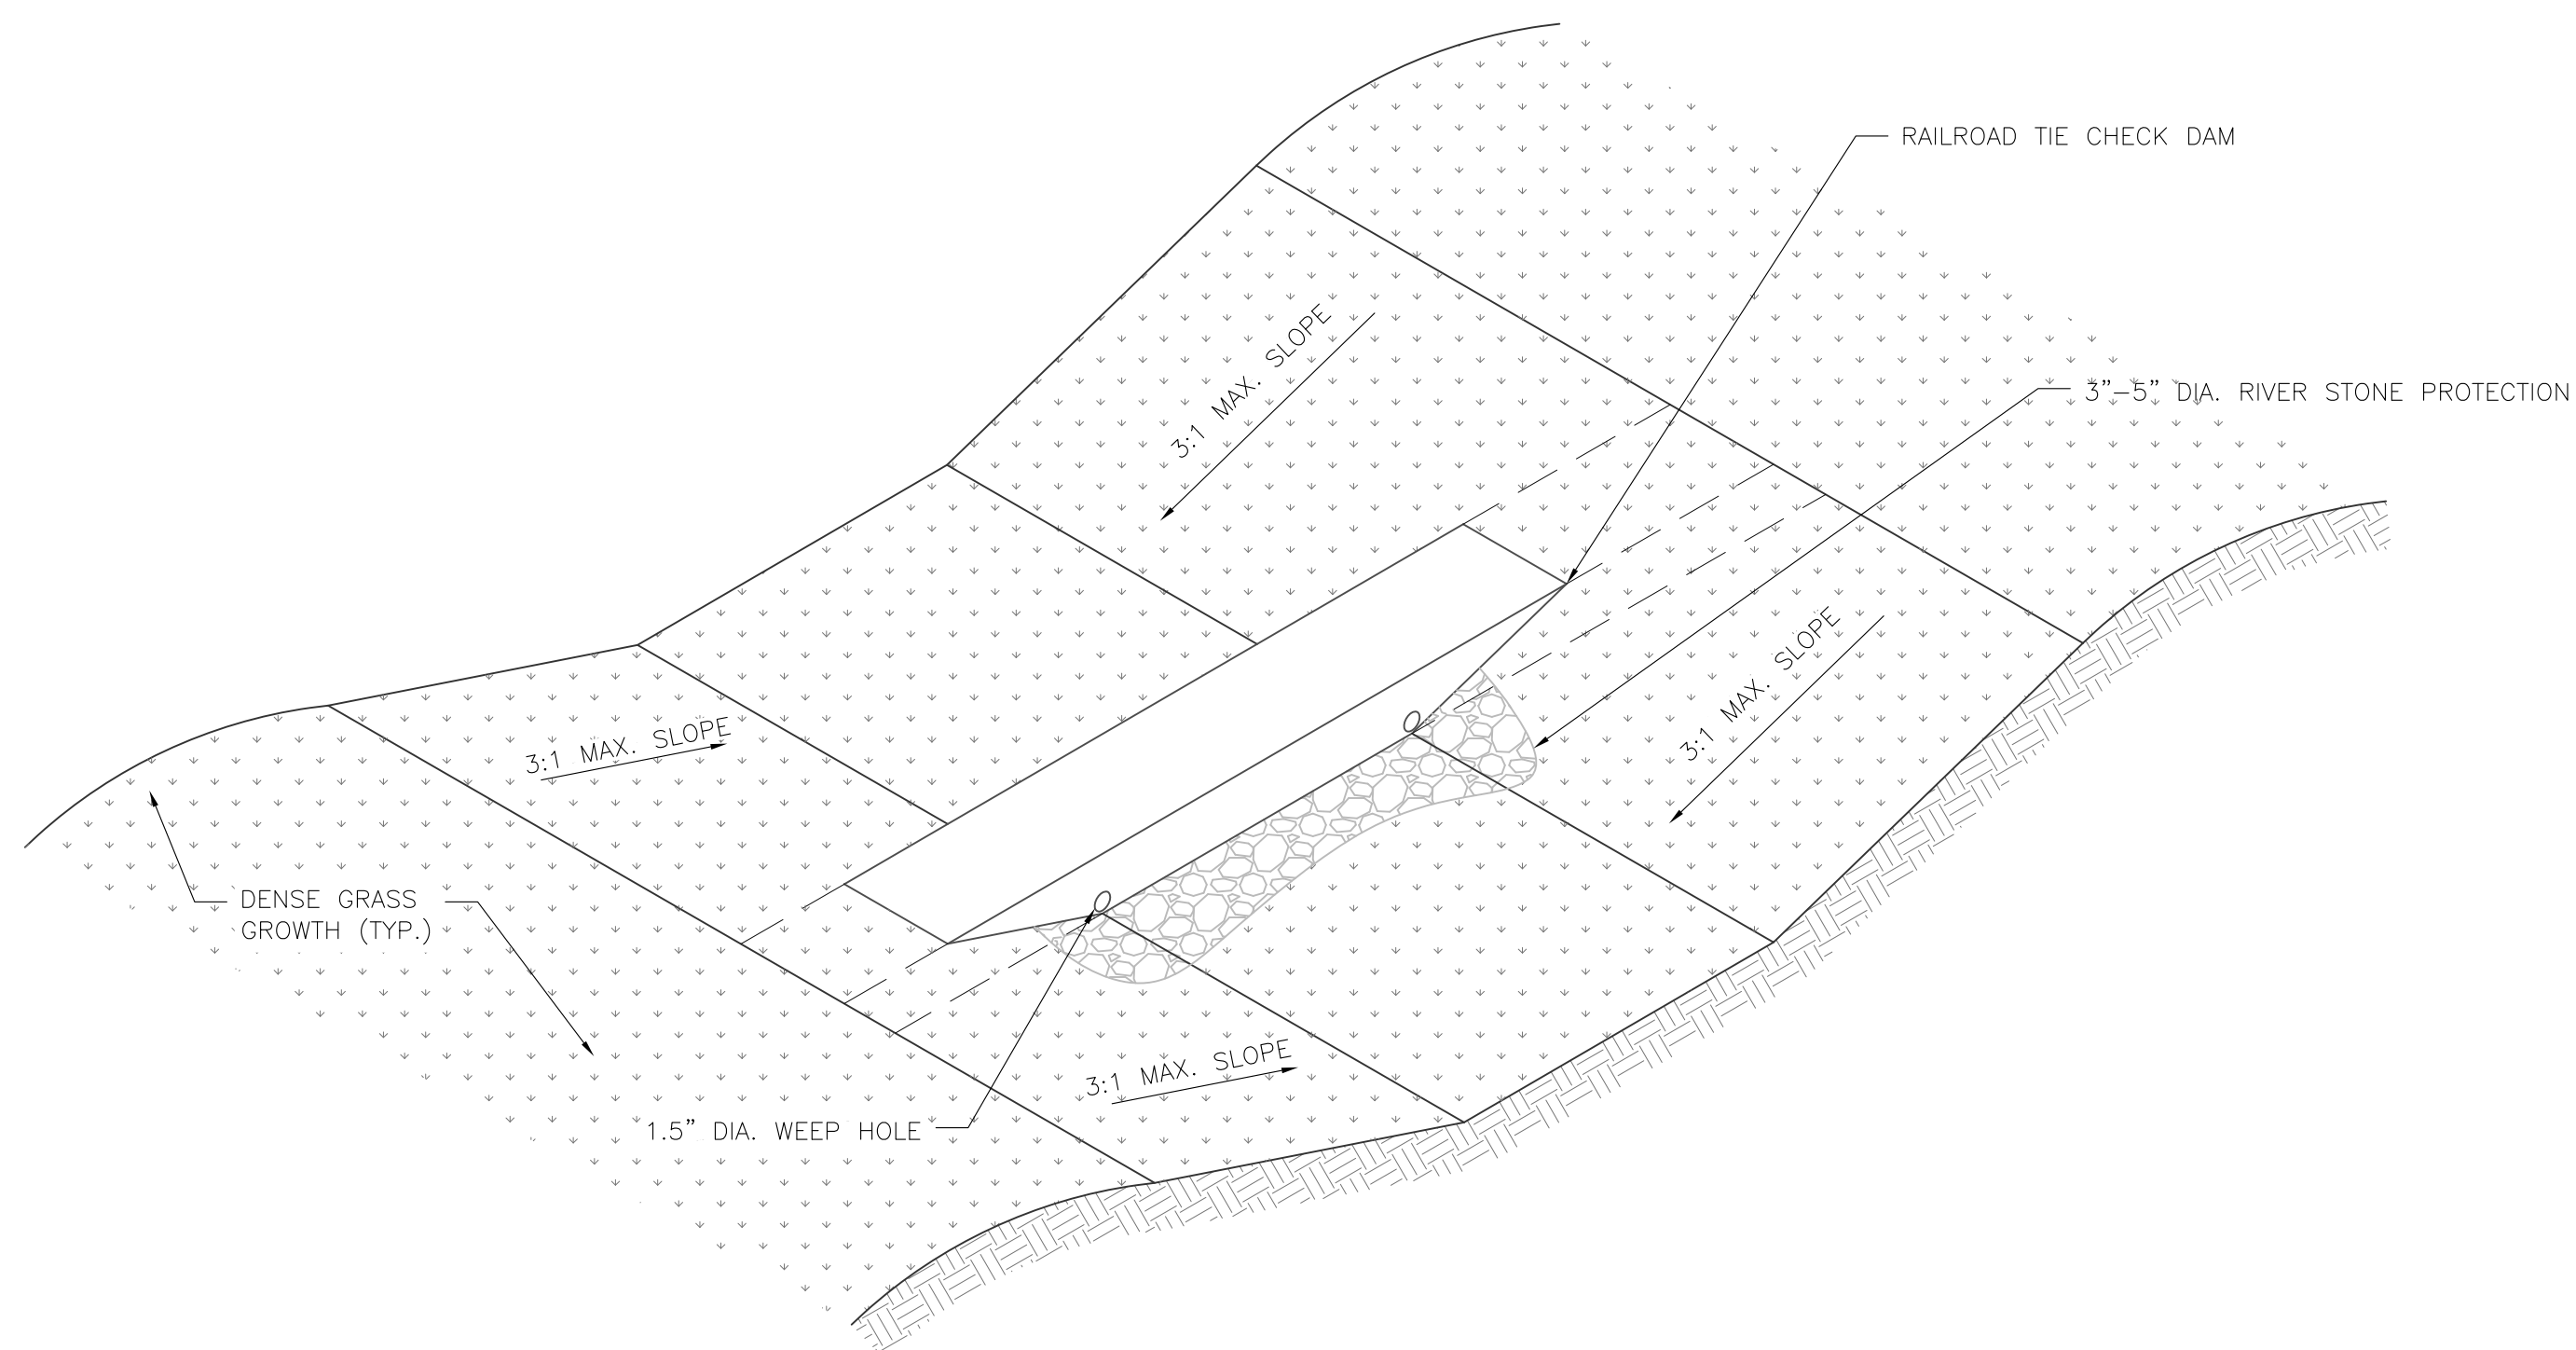 RAILROAD TIE CHECK DAM
3:1 MAX. SLOPE
3”–5” DIA. RIVER STONE PROTECTION
3:1 MAX. SLOPE
3:1 MAX. SLOPE
DENSE GRASS
GROWTH (TYP.)
3:1 MAX. SLOPE
1.5” DIA. WEEP HOLE